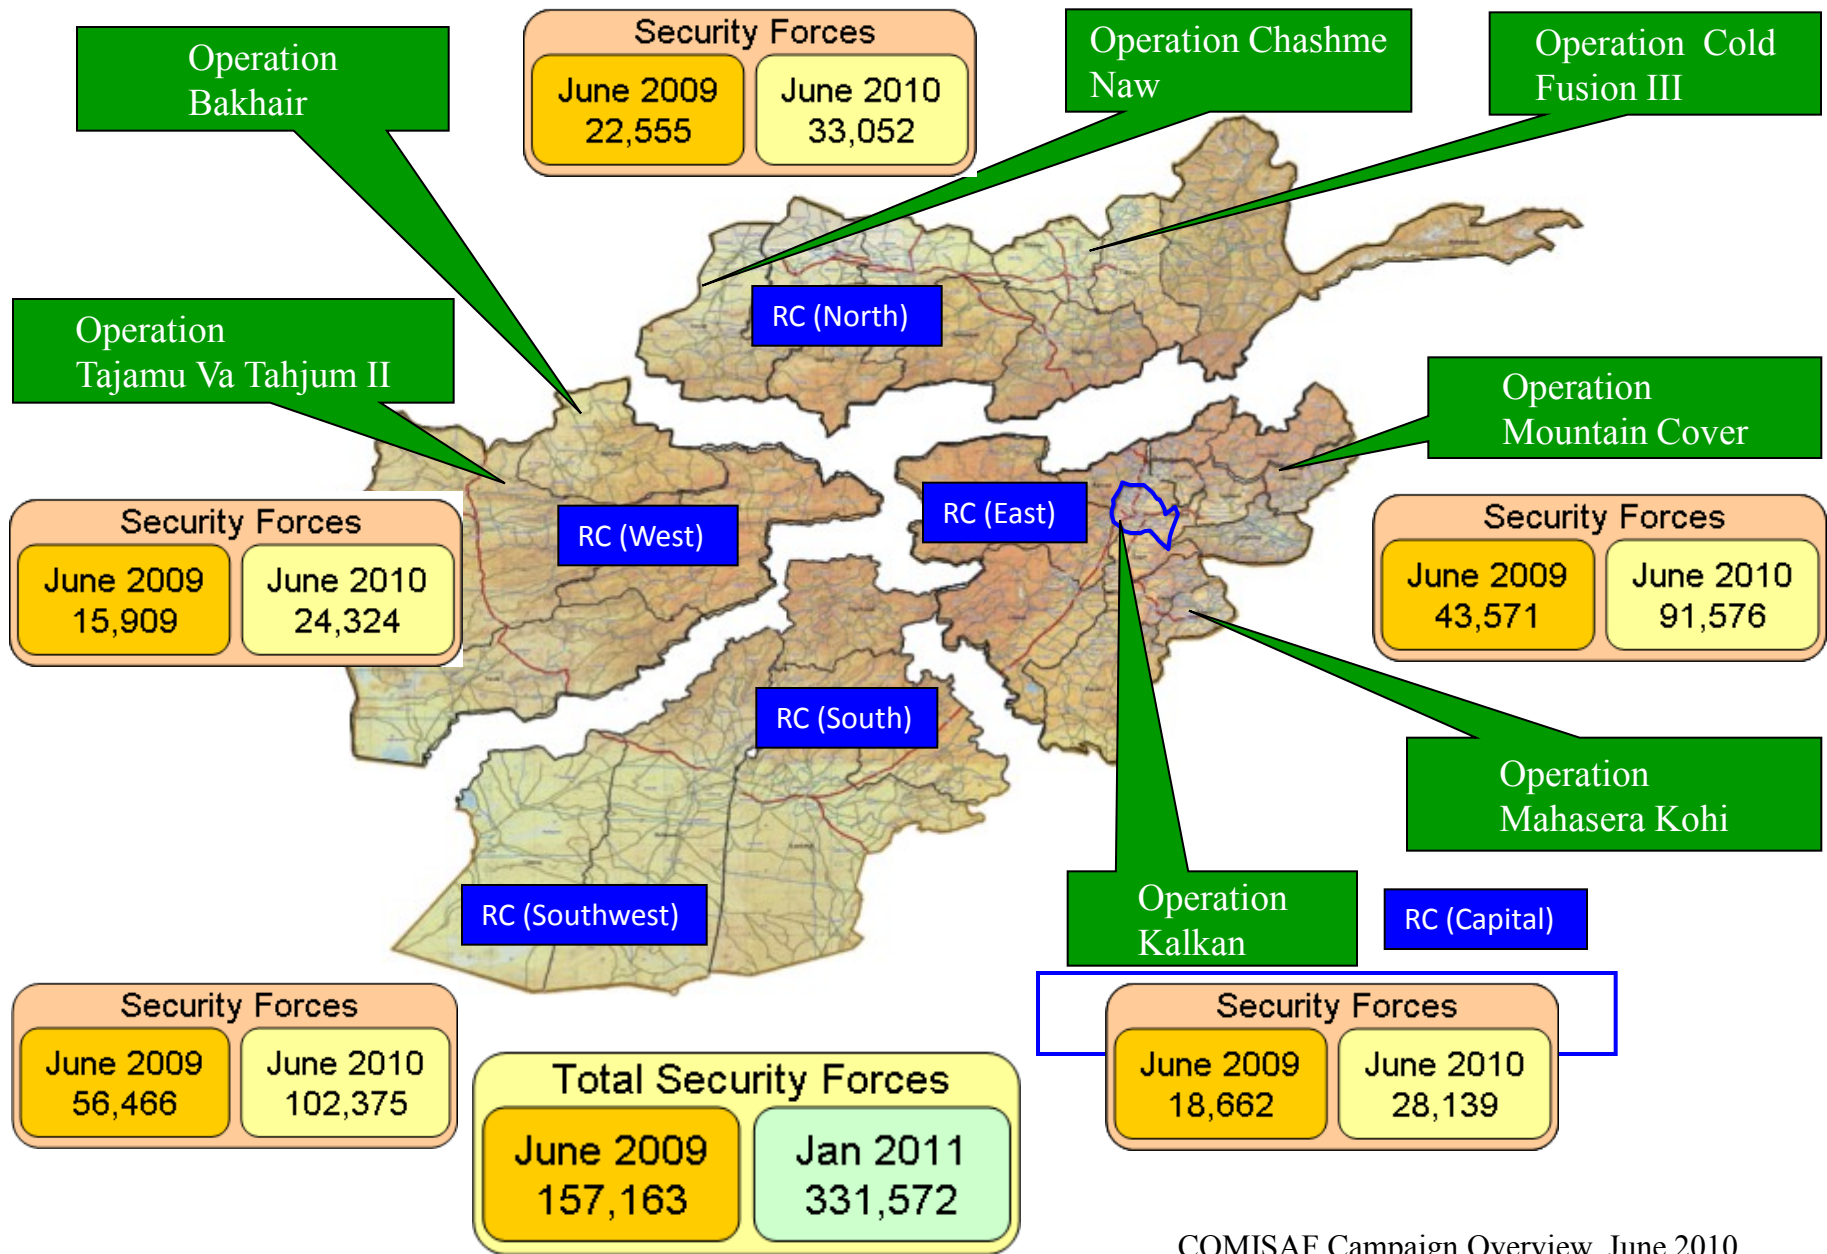 Operation
Bakhair
Security Forces
June 2009
22,555
June 2010
33,052
Operation Chashme
Naw
Operation Cold
Fusion III
RC (North)
Operation
Tajamu Va Tahjum II
Operation
Mountain Cover
RC (West)
RC (East)
Security Forces
June 2009
15,909
June 2010
24,324
Security Forces
June 2009
43,571
June 2010
91,576
RC (South)
Operation
Mahasera Kohi
RC (Southwest)
Operation
Kalkan
RC (Capital)
Security Forces
June 2009
56,466
June 2010
102,375
Total Security Forces
June 2009
157,163
Jan 2011
331,572
Security Forces
June 2009
18,662
June 2010
28,139
COMISAF Campaign Overview, June 2010